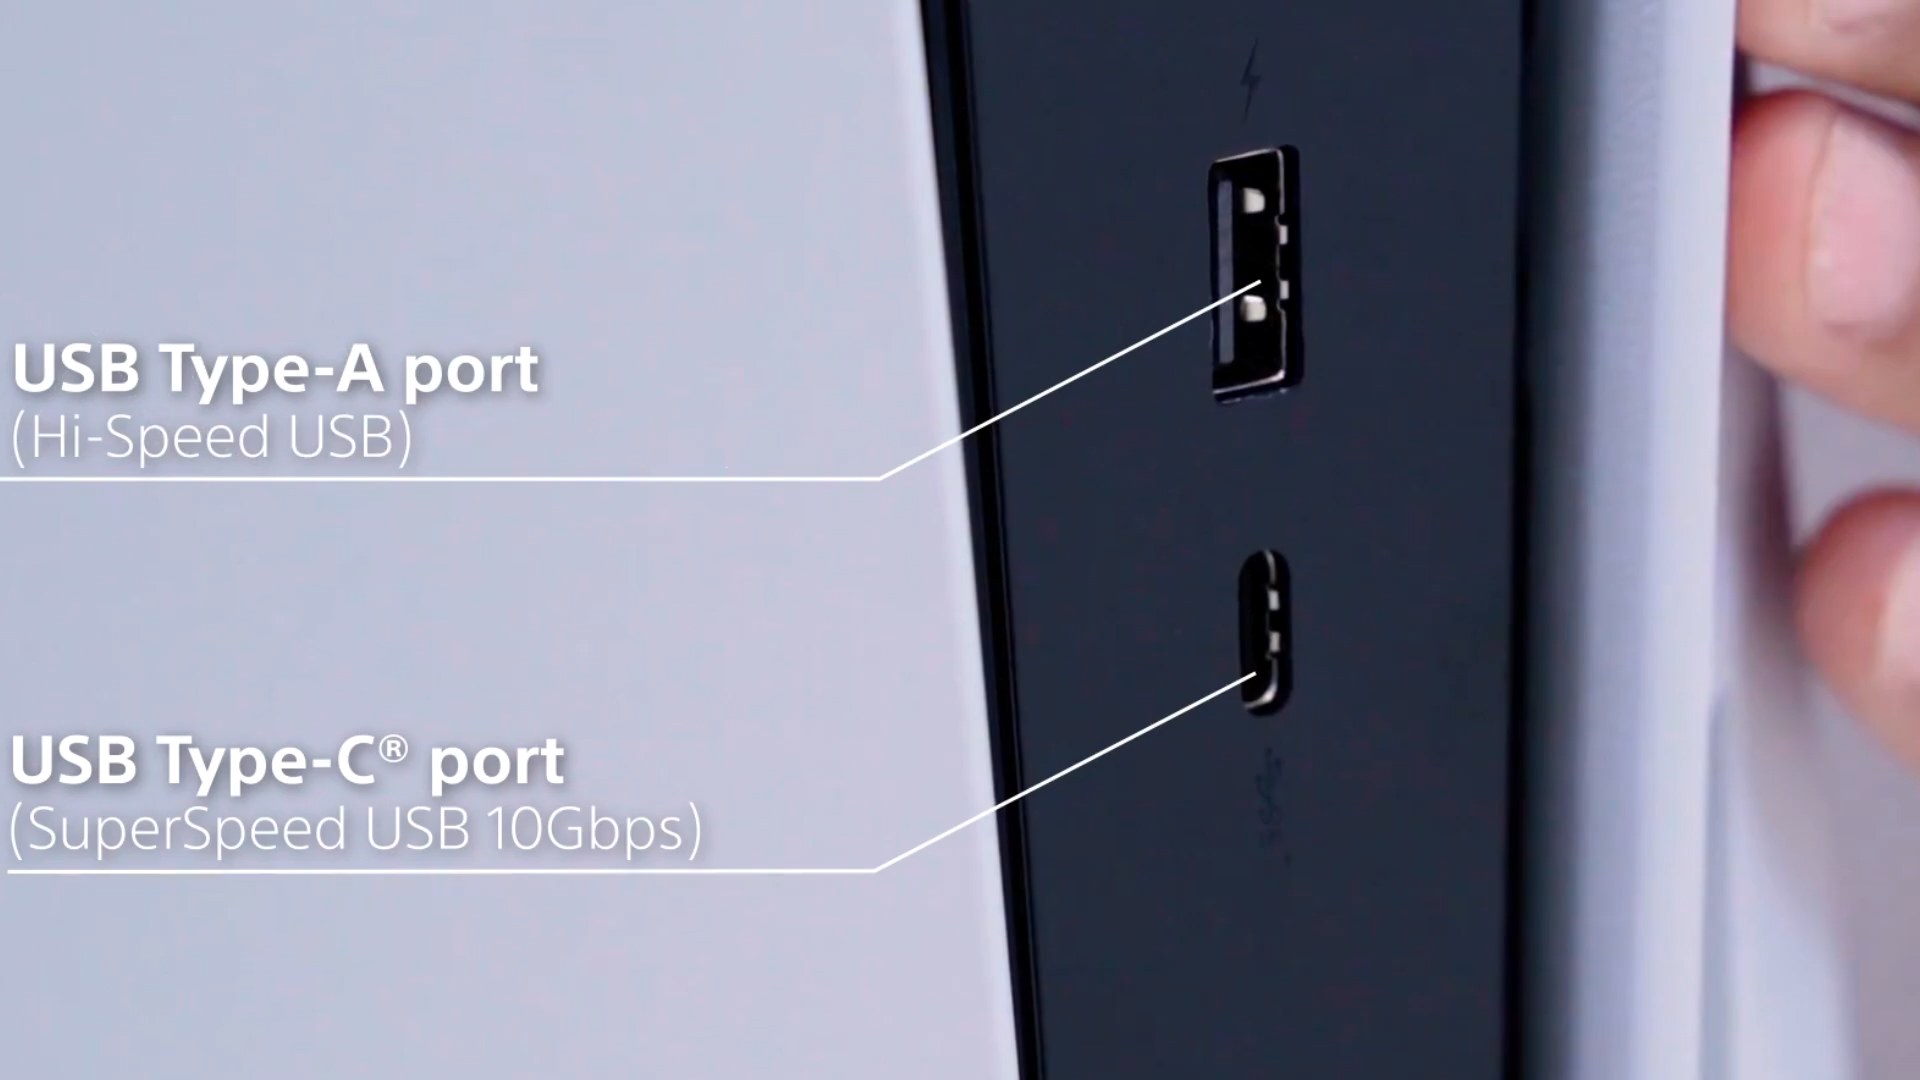 USB Type-A port
(Hi-Speed USB)
USB Type-C® port
(SuperSpeed USB 10Gbps)